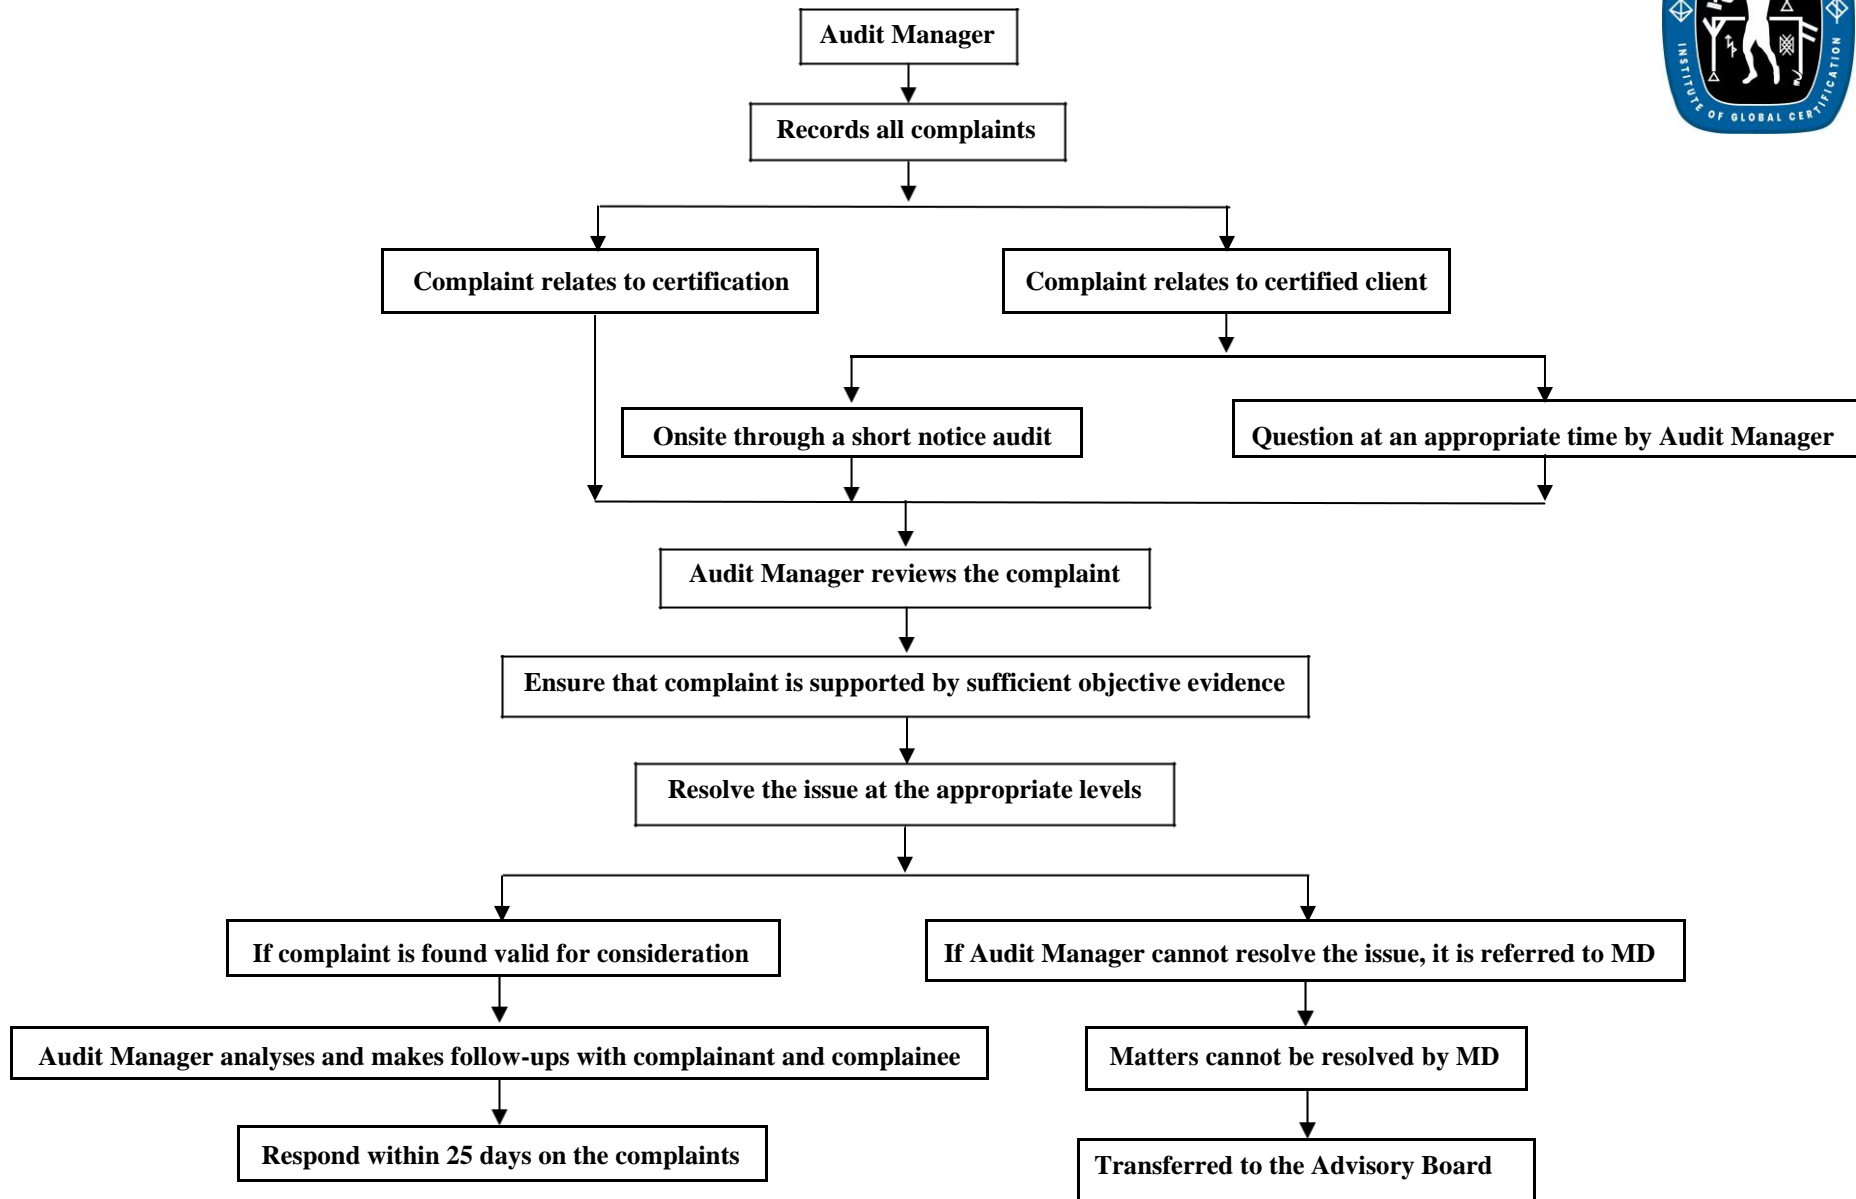 Audit Manager
INSTITUTE OF GLOBAL CERTIFICATION
Records all complaints
Complaint relates to certification
Complaint relates to certified client
Onsite through a short notice audit
Question at an appropriate time by Audit Manager
Audit Manager reviews the complaint
Ensure that complaint is supported by sufficient objective evidence
Resolve the issue at the appropriate levels
If complaint is found valid for consideration
If Audit Manager cannot resolve the issue, it is referred to MD
Audit Manager analyses and makes follow-ups with complainant and complainee
Matters cannot be resolved by MD
Respond within 25 days on the complaints
Transferred to the Advisory Board